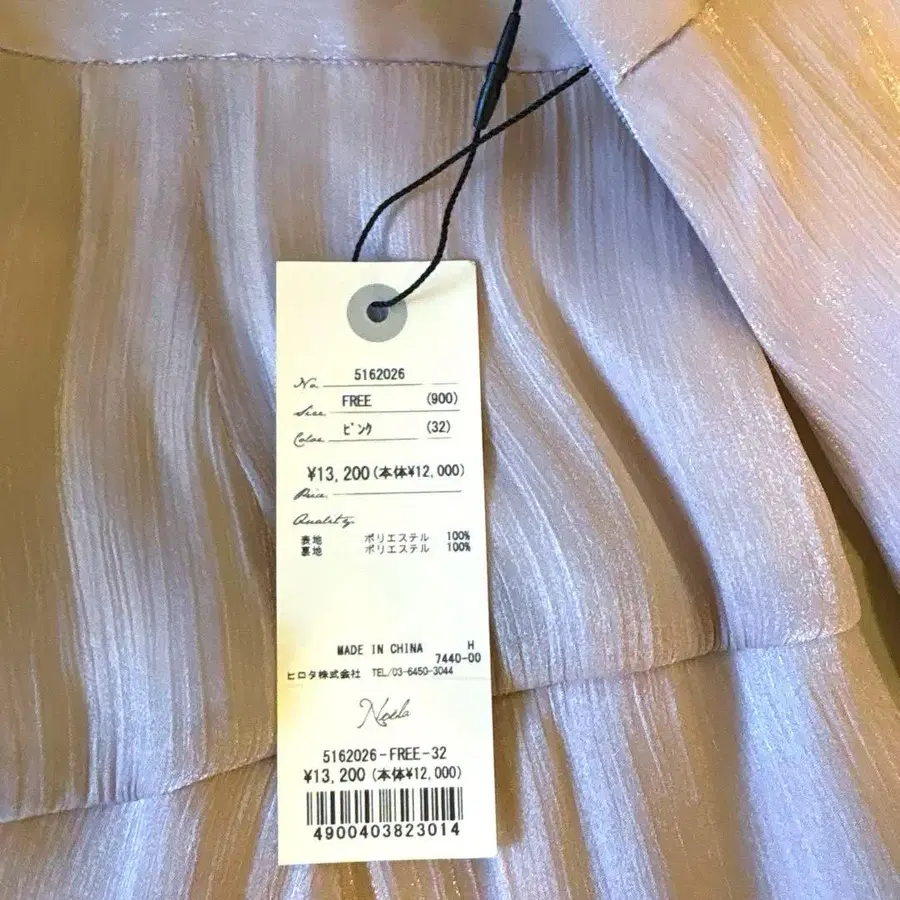 No. 5162026
Size FREE (900)
Color ピンク (32)
¥13,200(本体¥12,000)
Price
Quality
表地 ポリエステル 100%
裏地 ポリエステル 100%
MADE IN CHINA H
7440-00
ヒロタ株式会社 TEL/03-6450-3044
Noela
5162026-FREE-32
¥13,200(本体¥12,000)
4900403823014